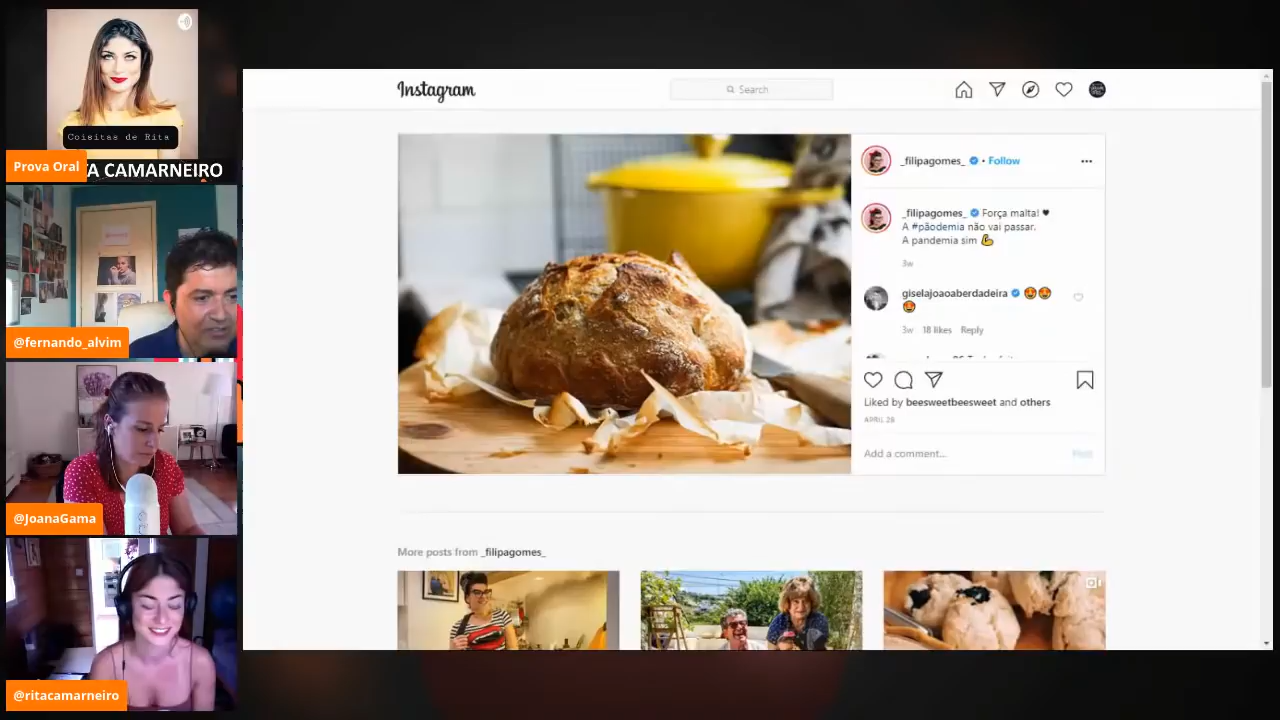 Coisitas de Rita
Prova Oral
A CAMARNEIRO
@fernando_alvim
@JoanaGama
@ritacamarneiro
Instagram
Search
_filipagomes_ • Follow
_filipagomes_ Força malta! ♥
A #pãodemia não vai passar.
A pandemia sim 💪
3w
giselajoaoaberdadeira 😍😍
😍
3w 18 likes Reply
Liked by beesweetbeesweet and others
APRIL 26
Add a comment...
Post
More posts from _filipagomes_